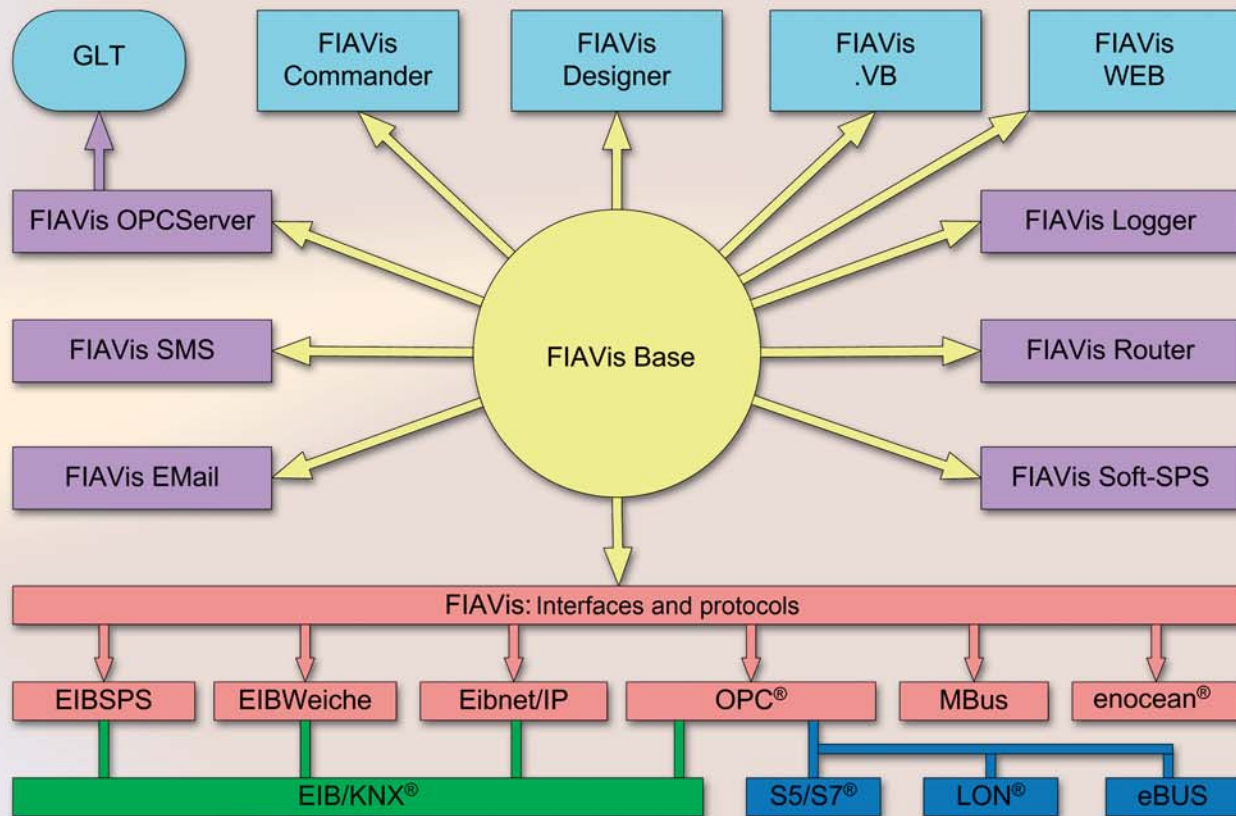 GLT
FIAVis
Commander
FIAVis
Designer
FIAVis
.VB
FIAVis
WEB
FIAVis OPCServer
FIAVis Logger
FIAVis SMS
FIAVis Base
FIAVis Router
FIAVis EMail
FIAVis Soft-SPS
FIAVis: Interfaces and protocols
EIBSPS
EIBWeiche
Eibnet/IP
OPC®
MBus
enocean®
EIB/KNX®
S5/S7®
LON®
eBUS